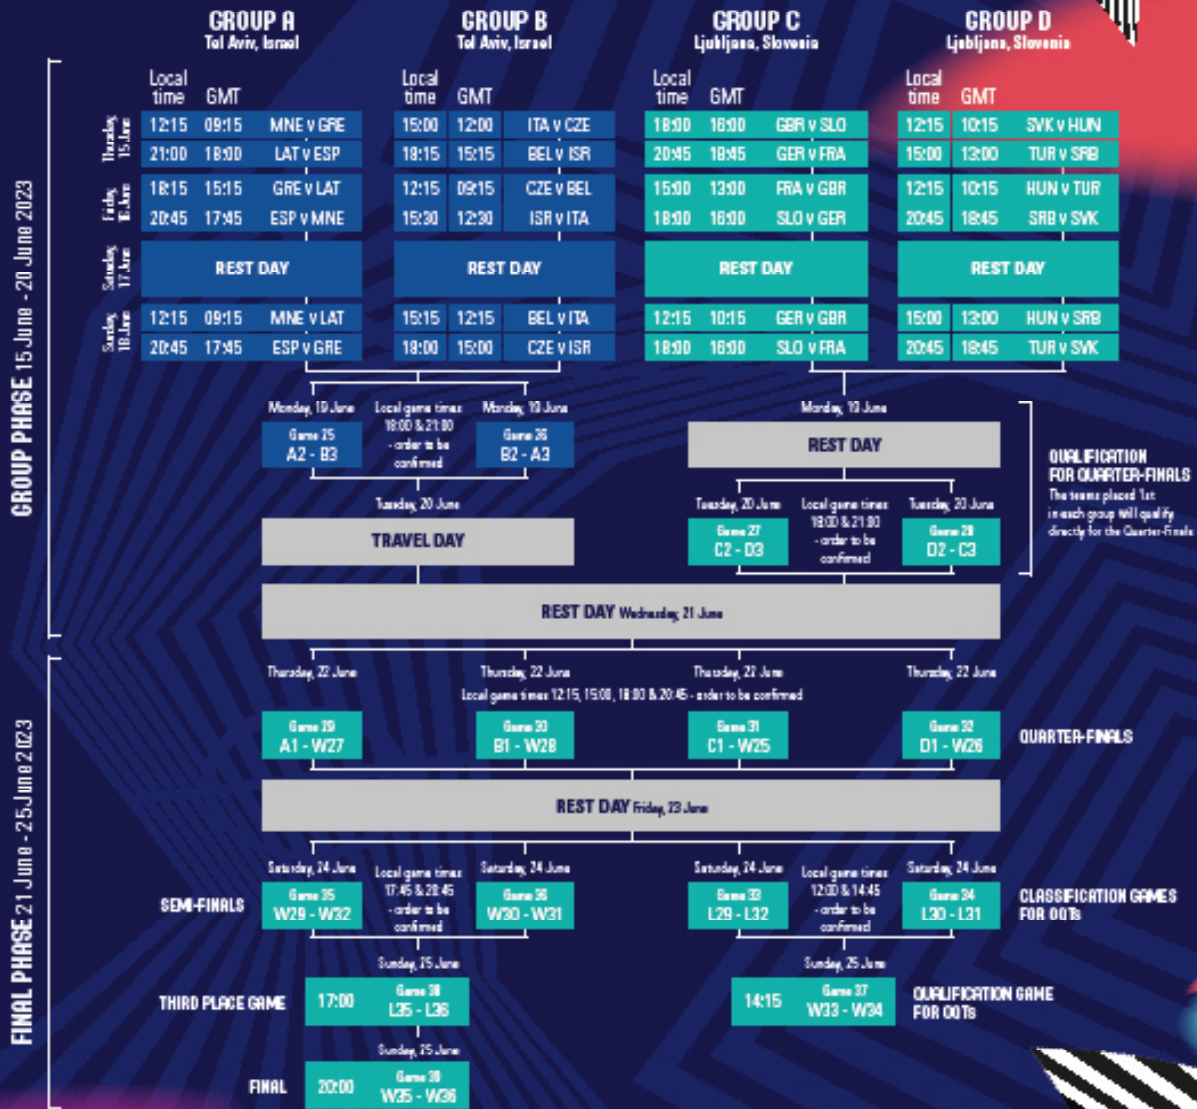 GROUP A
Tel Aviv, Israel
GROUP B
Tel Aviv, Israel
GROUP C
Ljubljana, Slovenia
GROUP D
Ljubljana, Slovenia
GROUP PHASE 15 June - 20 June 2023
Local time GMT
Local time GMT
Local time GMT
Local time GMT
Thursday, 15 June
12:15 09:15 MNE v GRE
15:00 12:00 ITA v CZE
18:00 16:00 GBR v SLO
12:15 10:15 SVK v HUN
21:00 18:00 LAT v ESP
18:15 15:15 BEL v ISR
20:45 18:45 GER v FRA
15:00 13:00 TUR v SRB
Friday, 16 June
18:15 15:15 GRE v LAT
12:15 09:15 CZE v BEL
15:00 13:00 FRA v GBR
12:15 10:15 HUN v TUR
20:45 17:45 ESP v MNE
15:30 12:30 ISR v ITA
18:00 16:00 SLO v GER
20:45 18:45 SRB v SVK
Saturday, 17 June
REST DAY
REST DAY
REST DAY
REST DAY
Sunday, 18 June
12:15 09:15 MNE v LAT
15:15 12:15 BEL v ITA
12:15 10:15 GER v GBR
15:00 13:00 HUN v SRB
20:45 17:45 ESP v GRE
18:00 15:00 CZE v ISR
18:00 16:00 SLO v FRA
20:45 18:45 TUR v SVK
Monday, 19 June
Game 25
A2 - B3
Local game times
18:00 & 21:00
- order to be
confirmed
Monday, 19 June
Game 26
B2 - A3
Monday, 19 June
REST DAY
QUALIFICATION
FOR QUARTER-FINALS
The teams placed 1st
in each group will qualify
directly for the Quarter-Finals
Tuesday, 20 June
TRAVEL DAY
Tuesday, 20 June
Game 27
C2 - D3
Local game times
18:00 & 21:00
- order to be
confirmed
Tuesday, 20 June
Game 28
D2 - C3
REST DAY Wednesday, 21 June
FINAL PHASE 21 June - 25 June 2023
Thursday, 22 June
Thursday, 22 June
Thursday, 22 June
Thursday, 22 June
Local game times 12:15, 15:00, 18:00 & 20:45 - order to be confirmed
Game 29
A1 - W27
Game 30
B1 - W28
Game 31
C1 - W25
Game 32
D1 - W26
QUARTER-FINALS
REST DAY Friday, 23 June
SEMI-FINALS
Saturday, 24 June
Game 35
W29 - W32
Local game times
17:45 & 20:45
- order to be
confirmed
Saturday, 24 June
Game 36
W30 - W31
Saturday, 24 June
Game 33
L29 - L32
Local game times
12:00 & 14:45
- order to be
confirmed
Saturday, 24 June
Game 34
L30 - L31
CLASSIFICATION GAMES
FOR OQTs
Sunday, 25 June
THIRD PLACE GAME
17:00
Game 38
L35 - L36
Sunday, 25 June
14:15
Game 37
W33 - W34
QUALIFICATION GAME
FOR OQTs
Sunday, 25 June
FINAL
20:00
Game 39
W35 - W36